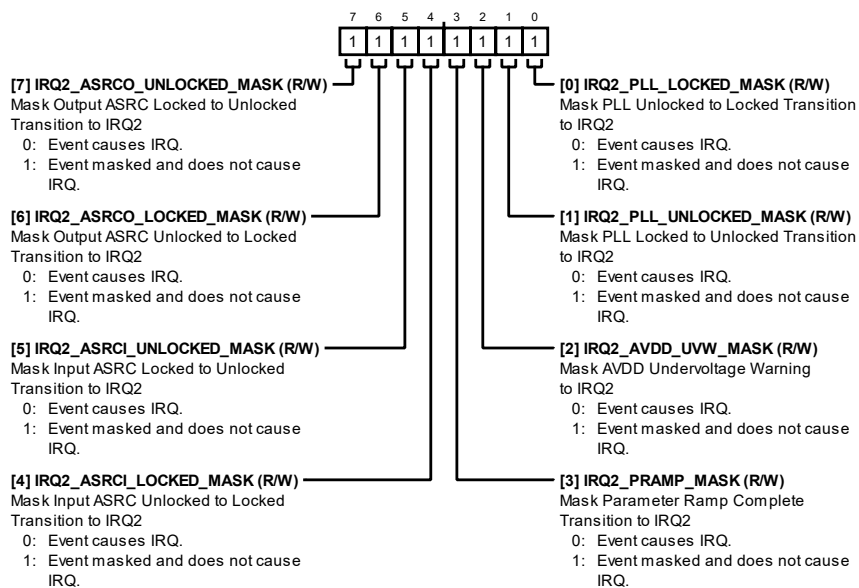 7 6 5 4 3 2 1 0
1 1 1 1 1 1 1 1
[7] IRQ2_ASRCO_UNLOCKED_MASK (R/W)
Mask Output ASRC Locked to Unlocked
Transition to IRQ2
0: Event causes IRQ.
1: Event masked and does not cause
IRQ.
[6] IRQ2_ASRCO_LOCKED_MASK (R/W)
Mask Output ASRC Unlocked to Locked
Transition to IRQ2
0: Event causes IRQ.
1: Event masked and does not cause
IRQ.
[5] IRQ2_ASRCI_UNLOCKED_MASK (R/W)
Mask Input ASRC Locked to Unlocked
Transition to IRQ2
0: Event causes IRQ.
1: Event masked and does not cause
IRQ.
[4] IRQ2_ASRCI_LOCKED_MASK (R/W)
Mask Input ASRC Unlocked to Locked
Transition to IRQ2
0: Event causes IRQ.
1: Event masked and does not cause
IRQ.
[0] IRQ2_PLL_LOCKED_MASK (R/W)
Mask PLL Unlocked to Locked Transition
to IRQ2
0: Event causes IRQ.
1: Event masked and does not cause
IRQ.
[1] IRQ2_PLL_UNLOCKED_MASK (R/W)
Mask PLL Locked to Unlocked Transition
to IRQ2
0: Event causes IRQ.
1: Event masked and does not cause
IRQ.
[2] IRQ2_AVDD_UVW_MASK (R/W)
Mask AVDD Undervoltage Warning
to IRQ2
0: Event causes IRQ.
1: Event masked and does not cause
IRQ.
[3] IRQ2_PRAMP_MASK (R/W)
Mask Parameter Ramp Complete
Transition to IRQ2
0: Event causes IRQ.
1: Event masked and does not cause
IRQ.